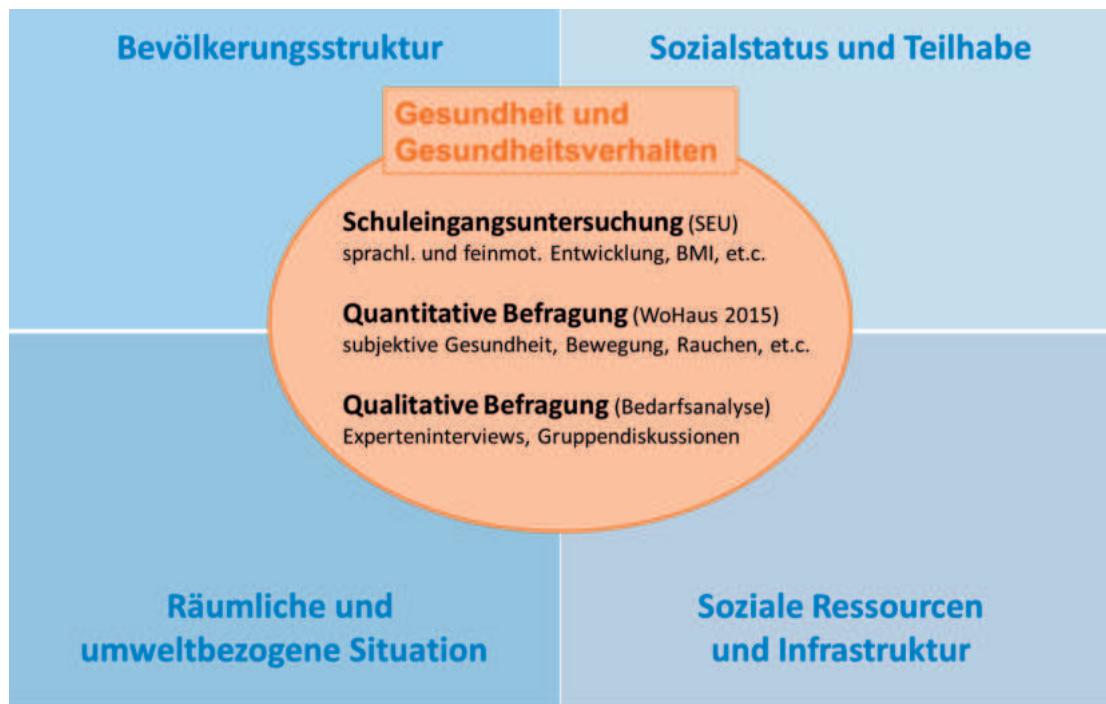 Bevölkerungsstruktur
Sozialstatus und Teilhabe
Gesundheit und
Gesundheitsverhalten
Schuleingangsuntersuchung (SEU)
sprachl. und feinmot. Entwicklung, BMI, et.c.
Quantitative Befragung (WoHaus 2015)
subjektive Gesundheit, Bewegung, Rauchen, et.c.
Qualitative Befragung (Bedarfsanalyse)
Experteninterviews, Gruppendiskussionen
Räumliche und
umweltbezogene Situation
Soziale Ressourcen
und Infrastruktur